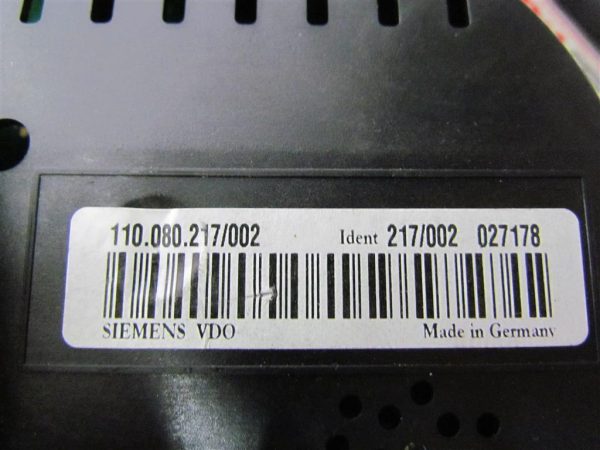 110.080.217/002 Ident 217/002 027178
SIEMENS VDO Made in Germany